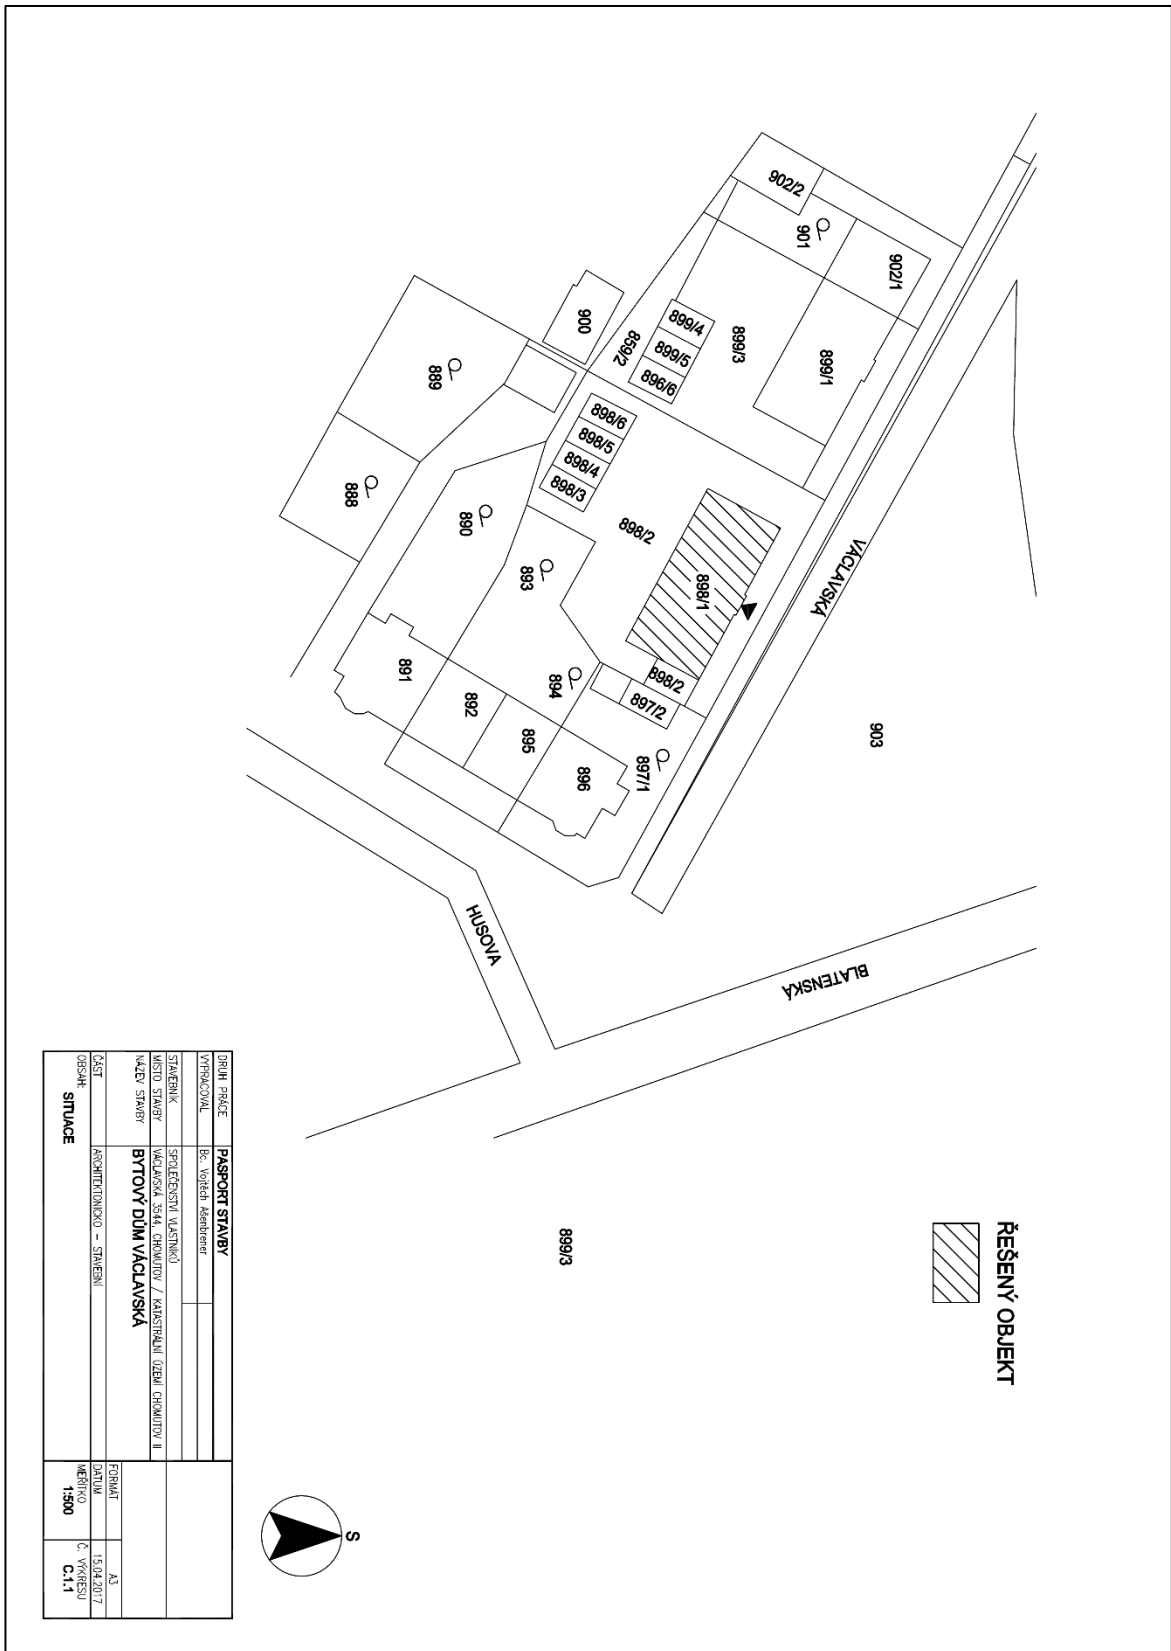 ŘEŠENÝ OBJEKT
902/2
901
902/1
900
899/4
899/5
896/6
859/2
899/3
899/1
889
888
898/6
898/5
898/4
898/3
898/2
898/1
VÁCLAVSKÁ
890
893
894
898/2
897/2
897/1
891
892
895
896
903
HUSOVA
BLATENSKÁ
899/3
S
DRUH PRÁCE PASPORT STAVBY
VYPRACOVAL Bc. Vojtěch Ašenbrener
STAVEBNÍK SPOLEČENSTVÍ VLASTNÍKŮ
MÍSTO STAVBY VÁCLAVSKÁ 3544, CHOMUTOV / KATASTRÁLNÍ ÚZEMÍ CHOMUTOV II
NÁZEV STAVBY BYTOVÝ DŮM VÁCLAVSKÁ
FORMÁT A3
ČÁST ARCHITEKTONICKO - STAVEBNÍ DATUM 15.04.2017
OBSAH: MĚŘÍTKO Č. VÝKRESU
SITUACE 1:500 C.1.1